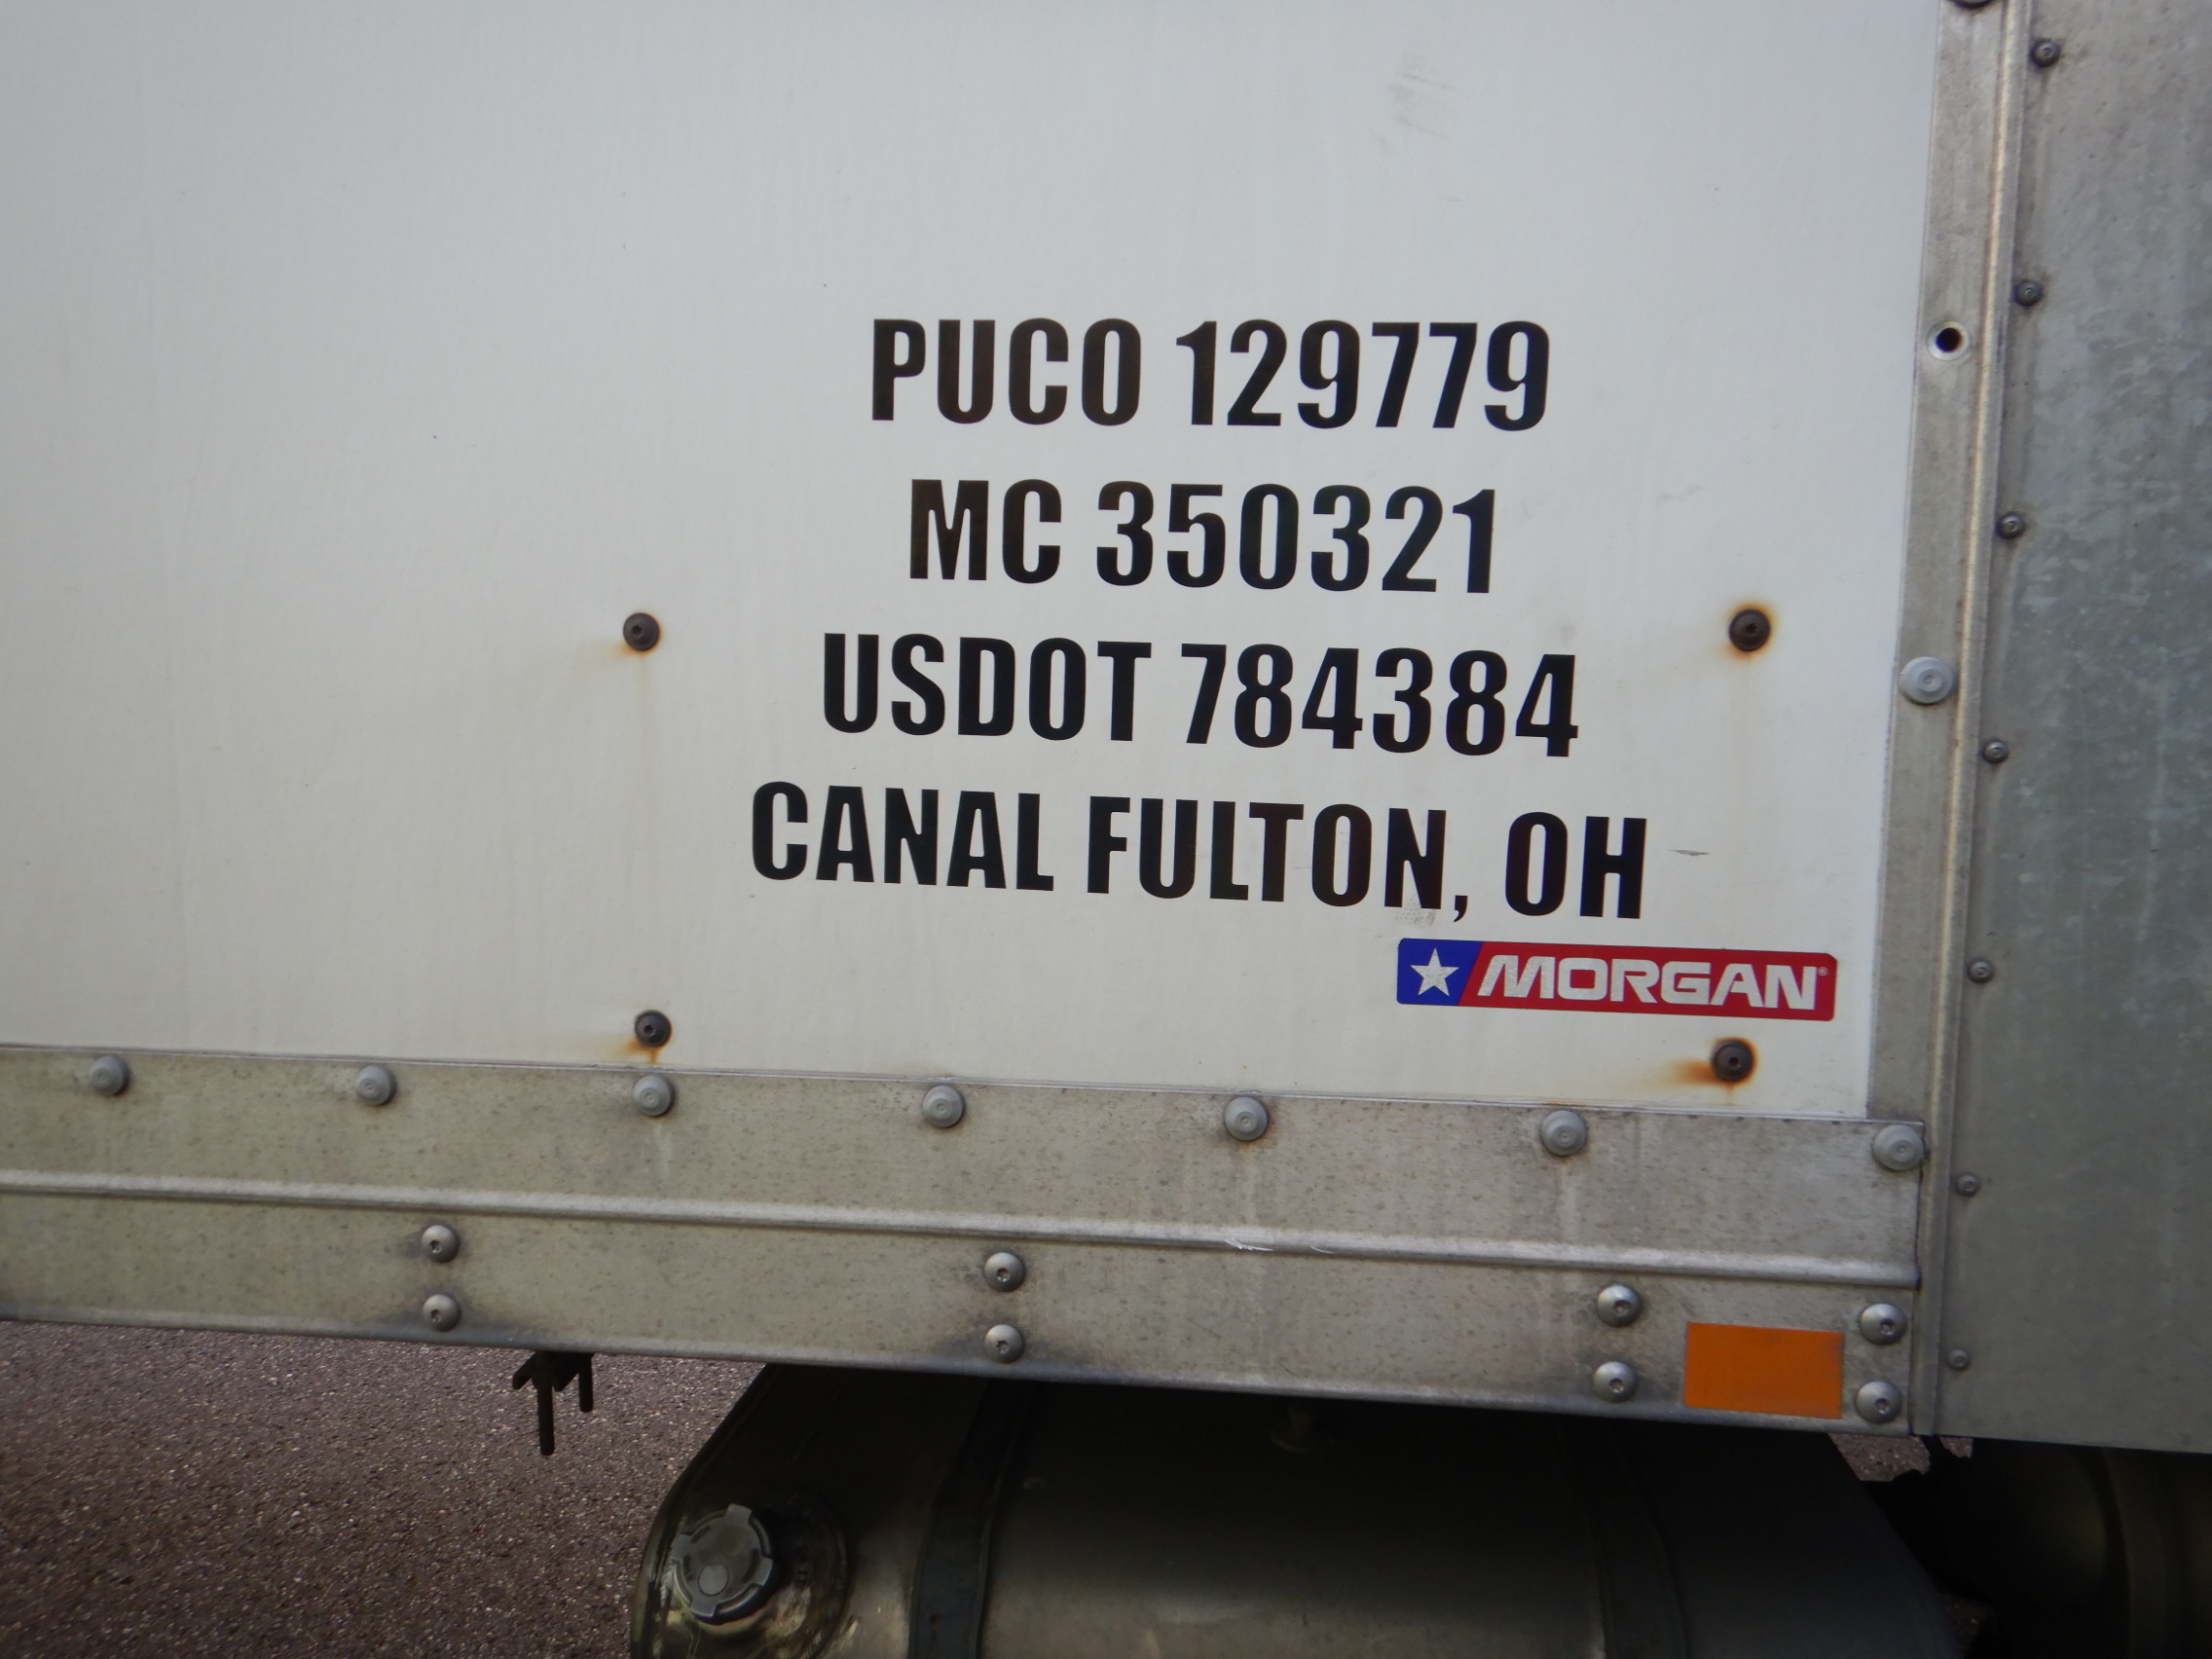 PUCO 129779
MC 350321
USDOT 784384
CANAL FULTON, OH
MORGAN®